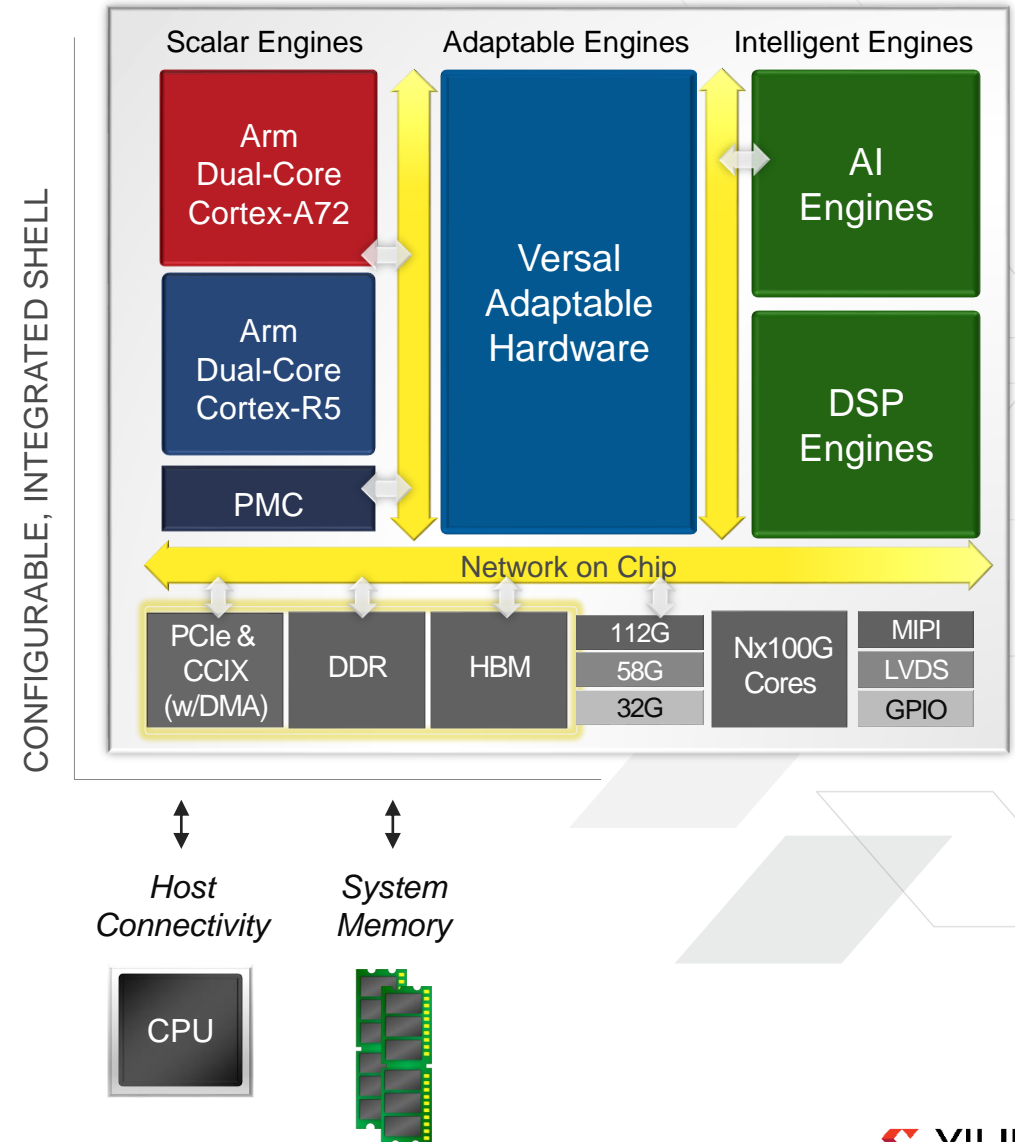 Scalar Engines
Adaptable Engines
Intelligent Engines
Arm
Dual-Core
Cortex-A72
Arm
Dual-Core
Cortex-R5
PMC
Versal
Adaptable
Hardware
AI
Engines
DSP
Engines
Network on Chip
PCIe &
CCIX
(w/DMA)
DDR
HBM
112G
58G
32G
Nx100G
Cores
MIPI
LVDS
GPIO
CONFIGURABLE, INTEGRATED SHELL
Host
Connectivity
System
Memory
CPU